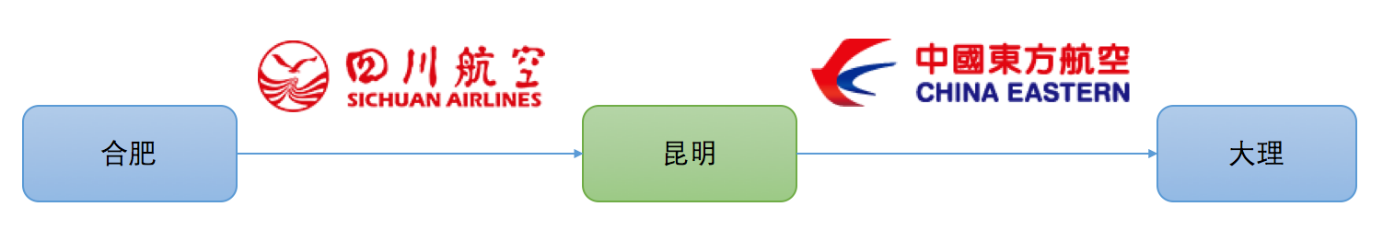 四川航空
SICHUAN AIRLINES
中國東方航空
CHINA EASTERN
合肥
昆明
大理